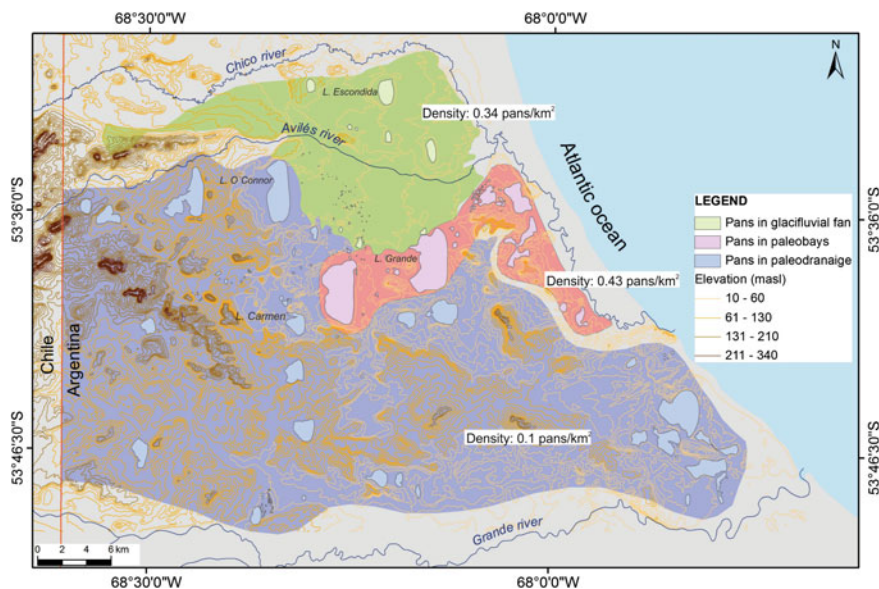 68°30'0"W
68°0'0"W
N
Chico river
L. Escondida
Density: 0.34 pans/km²
Avilés river
Atlantic ocean
L. O Connor
53°36'0"S
53°36'0"S
LEGEND
Pans in glacifluvial fan
Pans in paleobays
Pans in paleodranaige
Elevation (masl)
10 - 60
61 - 130
131 - 210
211 - 340
L. Grande
Density: 0.43 pans/km²
L. Carmen
Chile
Argentina
Density: 0.1 pans/km²
53°46'30"S
53°46'30"S
Grande river
0 2 4 6 km
68°30'0"W
68°0'0"W